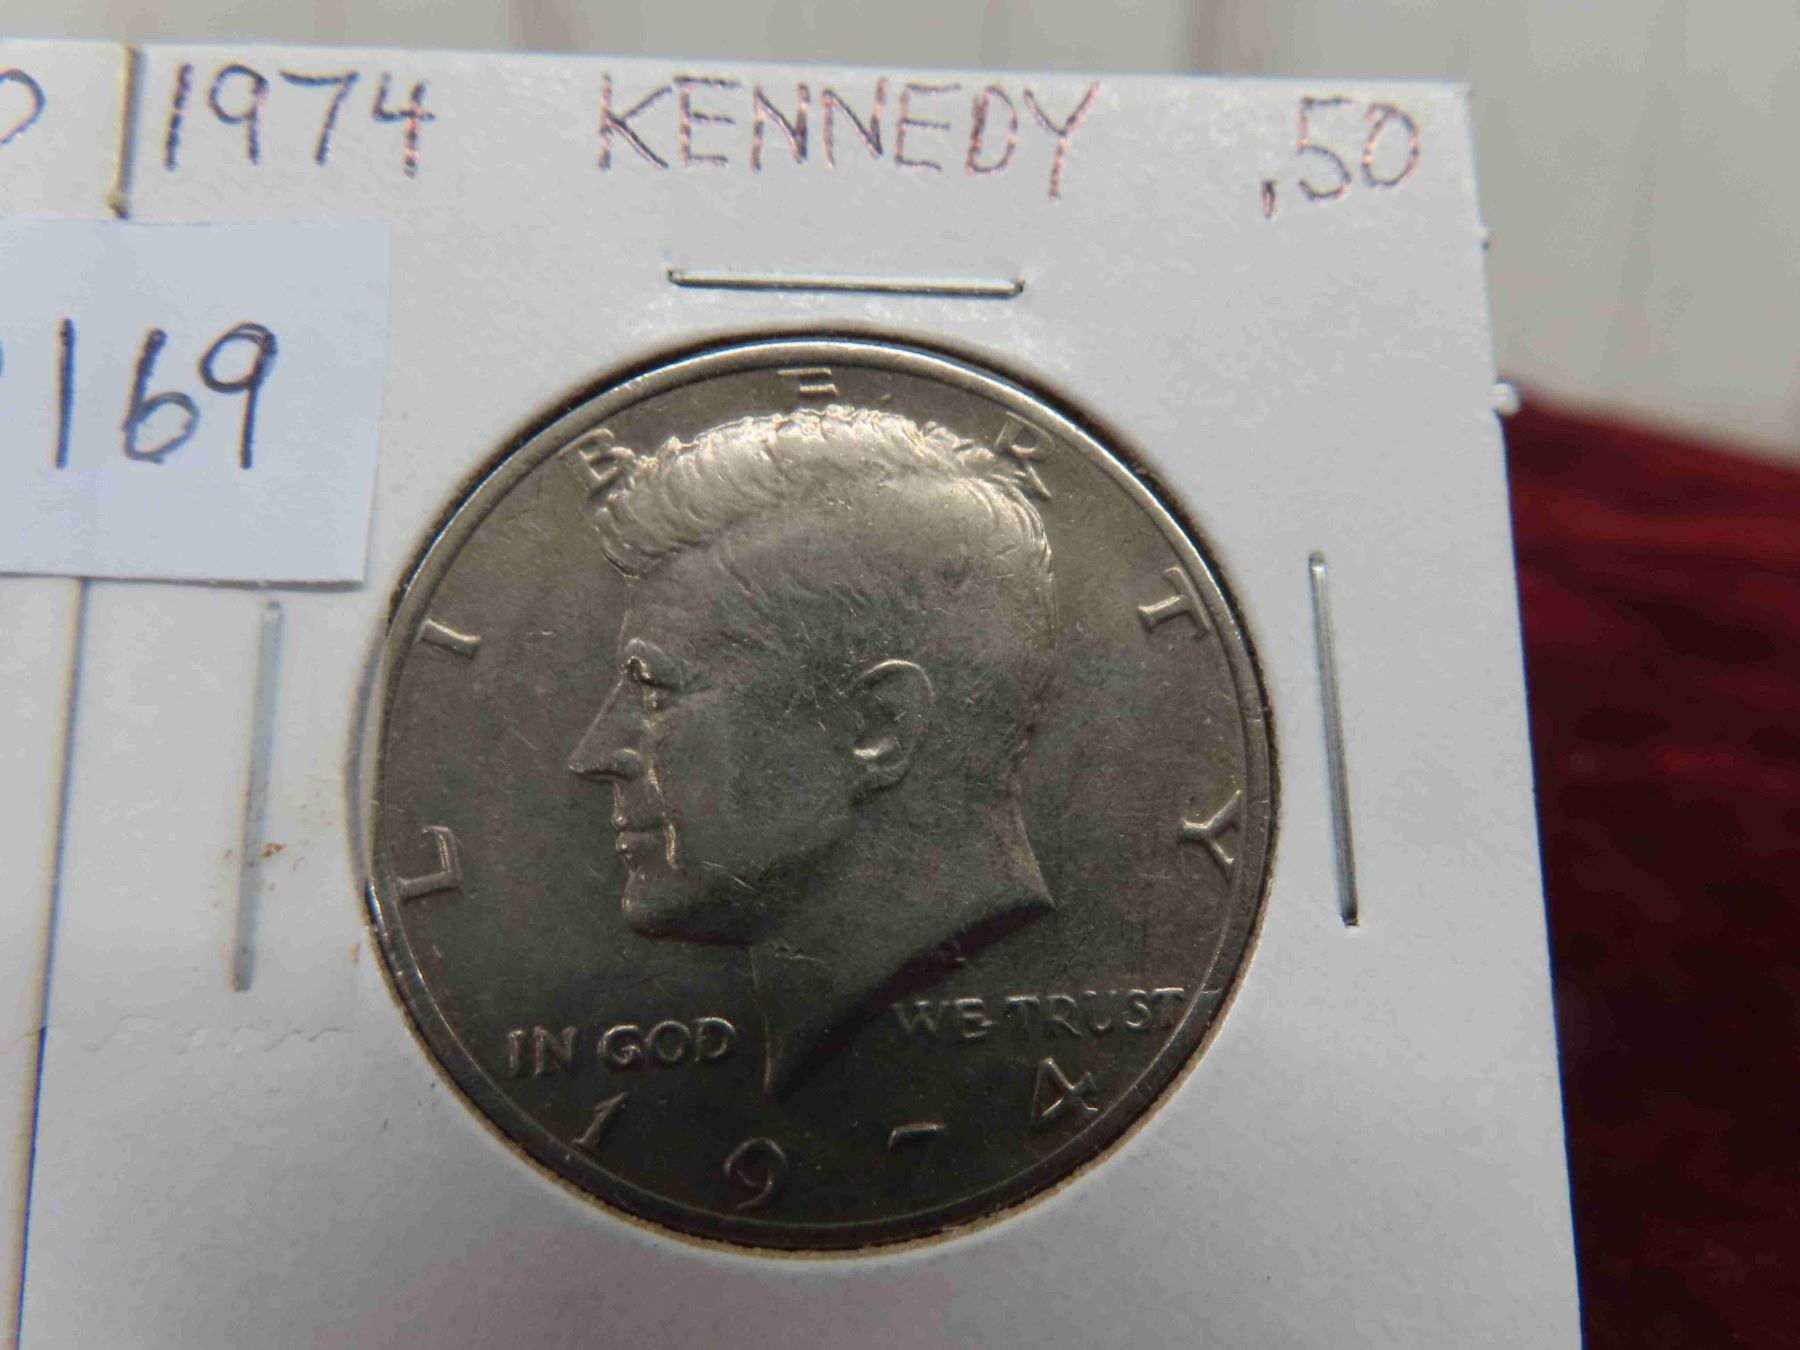 1974 KENNEDY .50
169
LIBERTY
IN GOD WE TRUST
1974